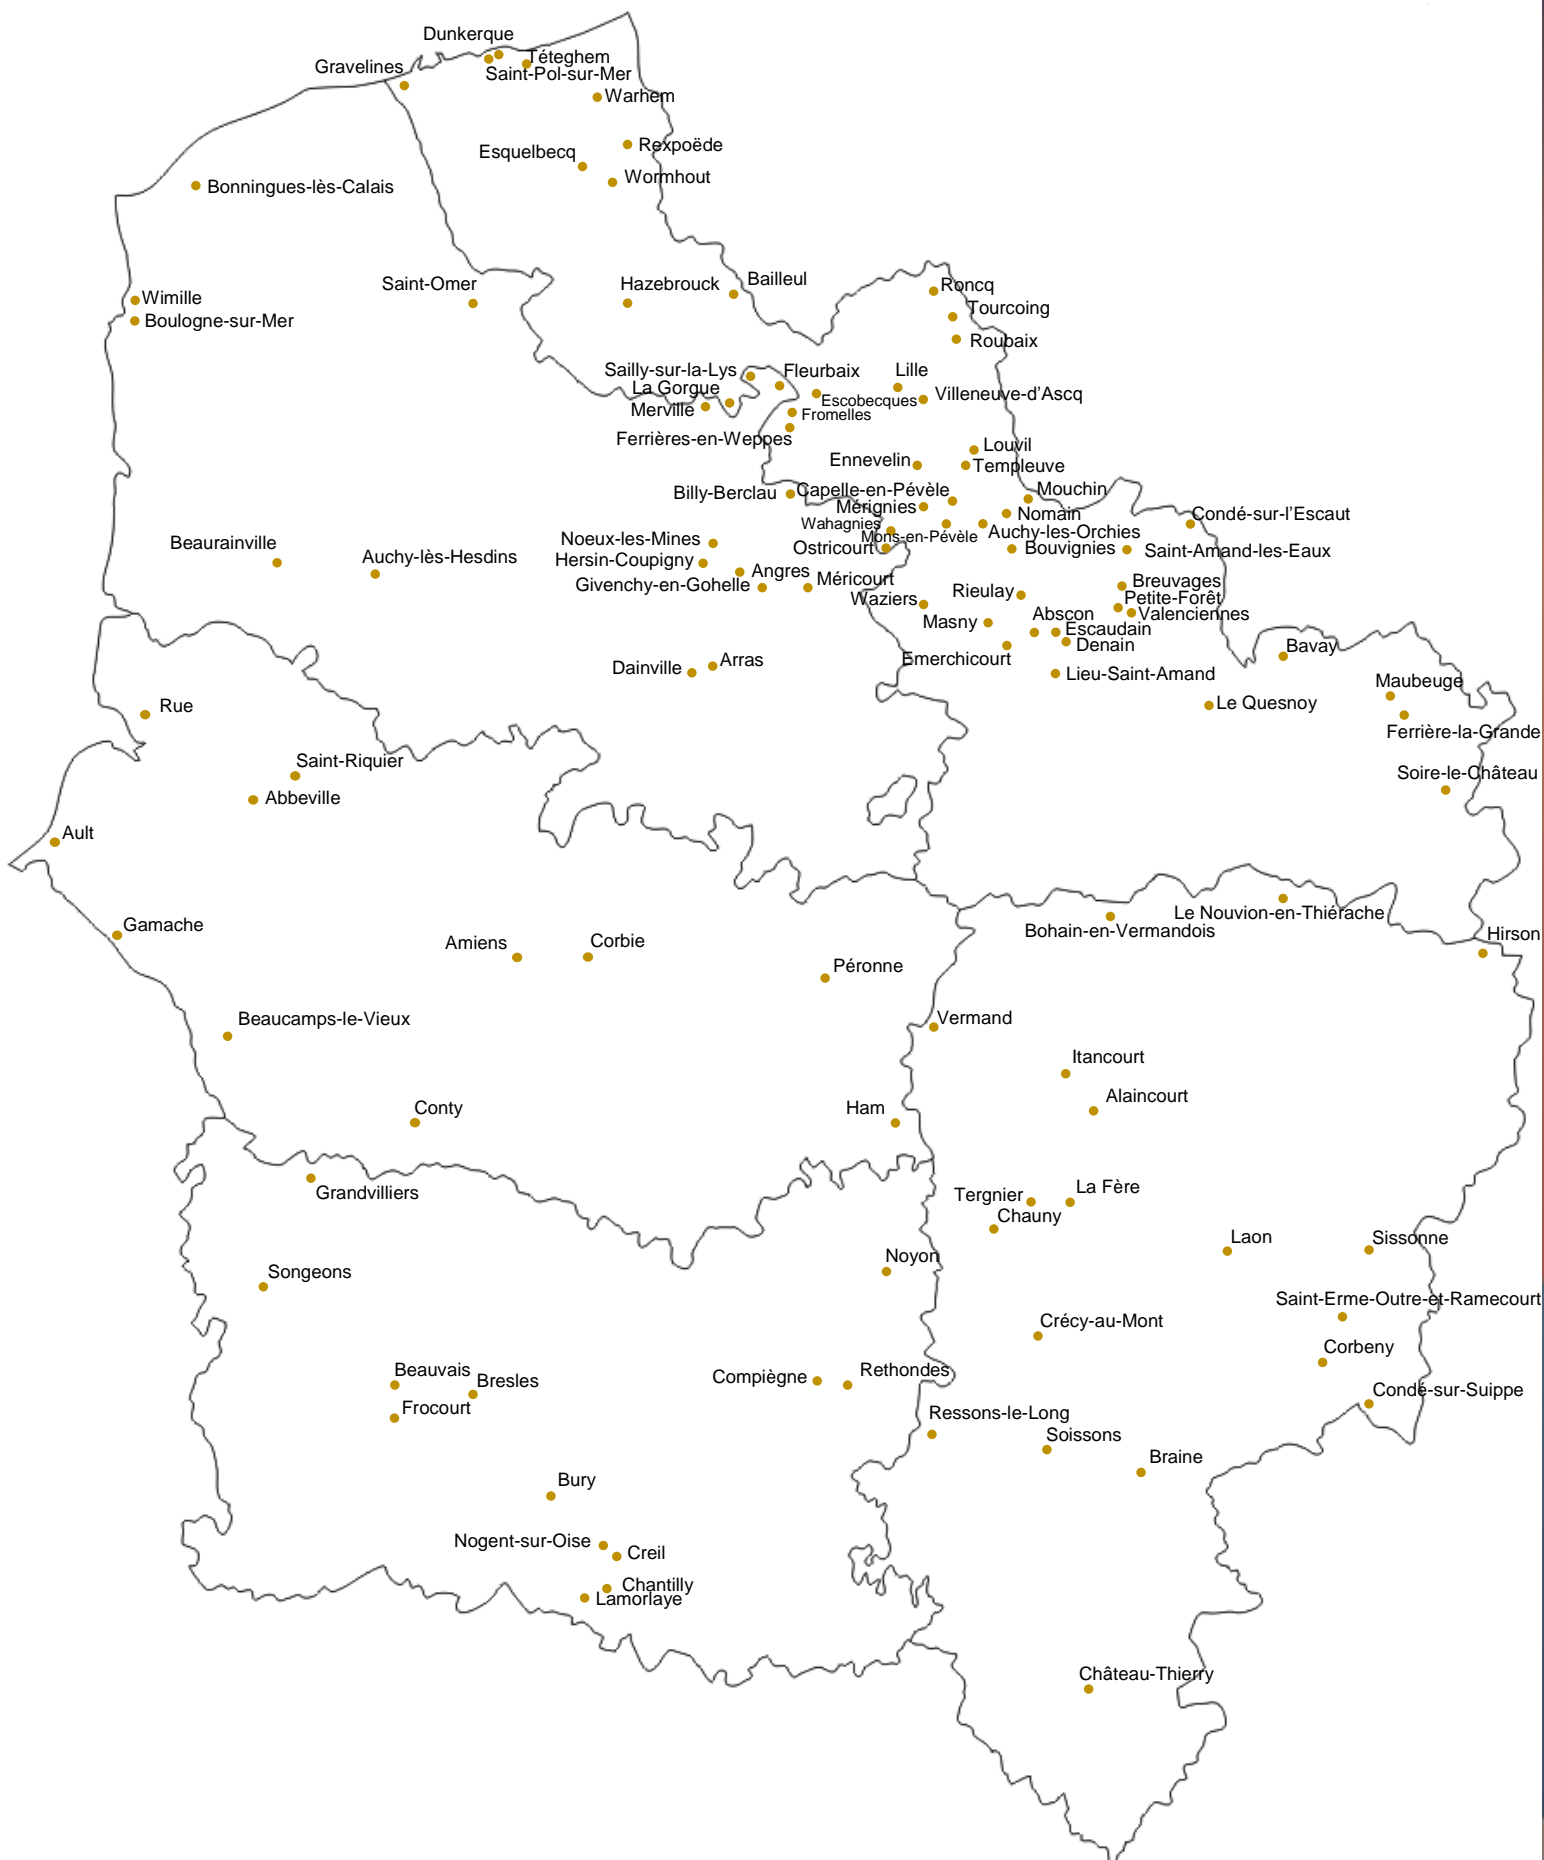 Dunkerque
Téteghem
Gravelines
Saint-Pol-sur-Mer
Warhem
Rexpoëde
Esquelbecq
Wormhout
Bonningues-lès-Calais
Saint-Omer
Hazebrouck
Bailleul
Roncq
Wimille
Tourcoing
Boulogne-sur-Mer
Roubaix
Sailly-sur-la-Lys
Fleurbaix
Lille
La Gorgue
Escobecques
Villeneuve-d’Ascq
Merville
Fromelles
Ferrières-en-Weppes
Louvil
Ennevelin
Templeuve
Billy-Berclau
Capelle-en-Pévèle
Mouchin
Mérignies
Nomain
Condé-sur-l’Escaut
Wahagnies
Mons-en-Pévèle
Auchy-les-Orchies
Noeux-les-Mines
Ostricourt
Bouvignies
Saint-Amand-les-Eaux
Beaurainville
Auchy-lès-Hesdins
Hersin-Coupigny
Angres
Givenchy-en-Gohelle
Méricourt
Breuvages
Rieulay
Waziers
Petite-Forêt
Abscon
Valenciennes
Masny
Escaudain
Denain
Bavay
Emerchicourt
Dainville
Arras
Lieu-Saint-Amand
Maubeuge
Le Quesnoy
Rue
Ferrière-la-Grande
Saint-Riquier
Soire-le-Château
Abbeville
Ault
Le Nouvion-en-Thiérache
Gamache
Bohain-en-Vermandois
Hirson
Amiens
Corbie
Péronne
Beaucamps-le-Vieux
Vermand
Itancourt
Alaincourt
Conty
Ham
Grandvilliers
Tergnier
La Fère
Chauny
Laon
Sissonne
Noyon
Songeons
Saint-Erme-Outre-et-Ramecourt
Crécy-au-Mont
Corbeny
Beauvais
Bresles
Compiègne
Rethondes
Condé-sur-Suippe
Frocourt
Ressons-le-Long
Soissons
Braine
Bury
Nogent-sur-Oise
Creil
Chantilly
Lamorlaye
Château-Thierry